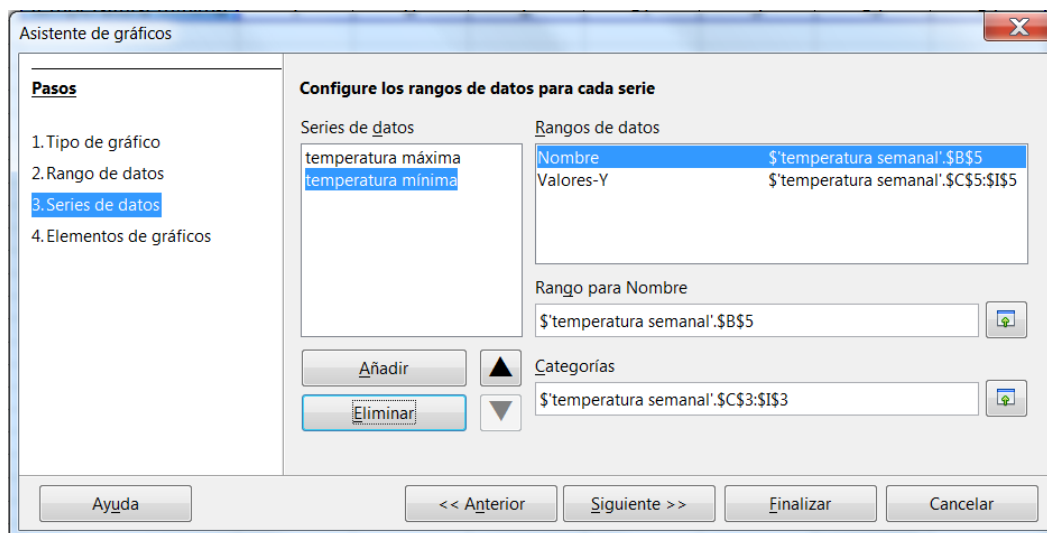 Asistente de gráficos
Pasos
1. Tipo de gráfico
2. Rango de datos
3. Series de datos
4. Elementos de gráficos
Configure los rangos de datos para cada serie
Series de datos
temperatura máxima
temperatura mínima
Añadir
Eliminar
Rangos de datos
Nombre $'temperatura semanal'.$B$5
Valores-Y $'temperatura semanal'.$C$5:$I$5
Rango para Nombre
$'temperatura semanal'.$B$5
Categorías
$'temperatura semanal'.$C$3:$I$3
Ayuda << Anterior Siguiente >> Finalizar Cancelar